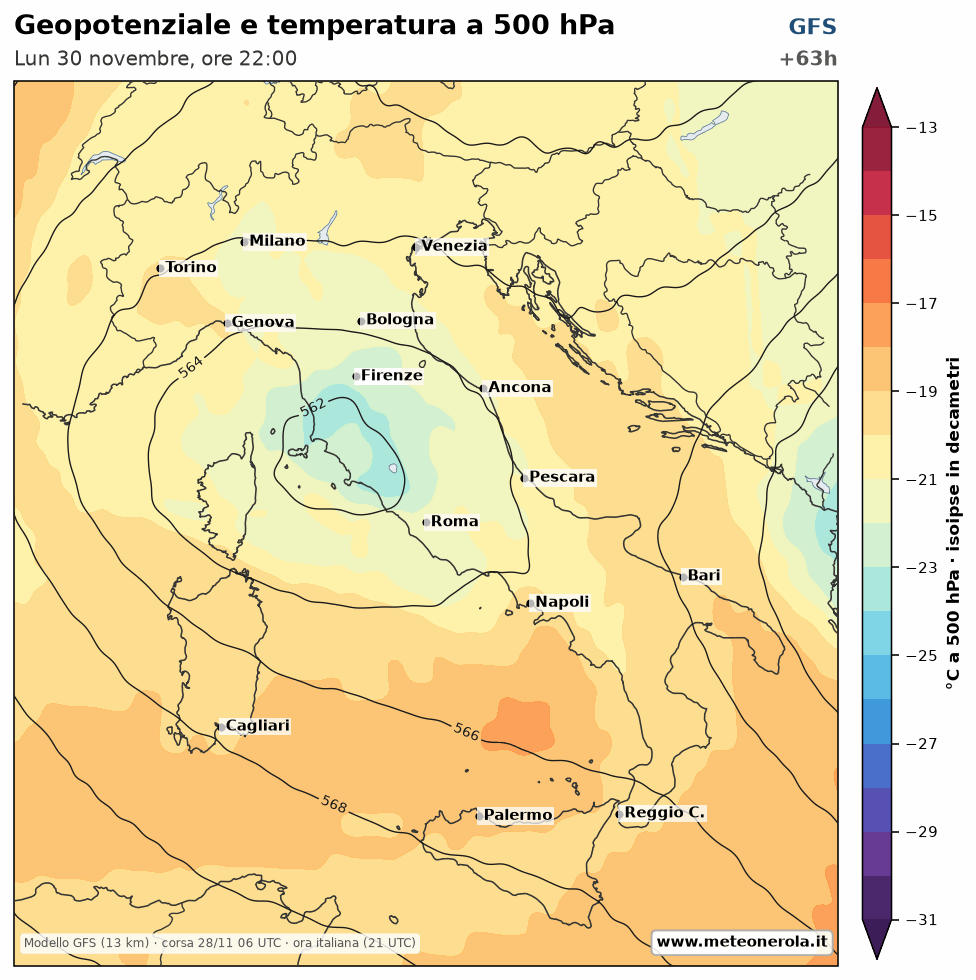 Geopotenziale e temperatura a 500 hPa
GFS
Lun 30 novembre, ore 22:00
+63h
Milano
Venezia
Torino
Genova
Bologna
564
Firenze
Ancona
562
Pescara
Roma
Bari
Napoli
Cagliari
566
568
Palermo
Reggio C.
Modello GFS (13 km) · corsa 28/11 06 UTC · ora italiana (21 UTC)
www.meteonerola.it
−13
−15
−17
−19
−21
−23
−25
−27
−29
−31
°C a 500 hPa · isoipse in decametri